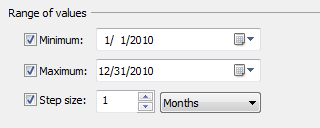 Range of values
Minimum: 1/ 1/2010
Maximum: 12/31/2010
Step size: 1 Months